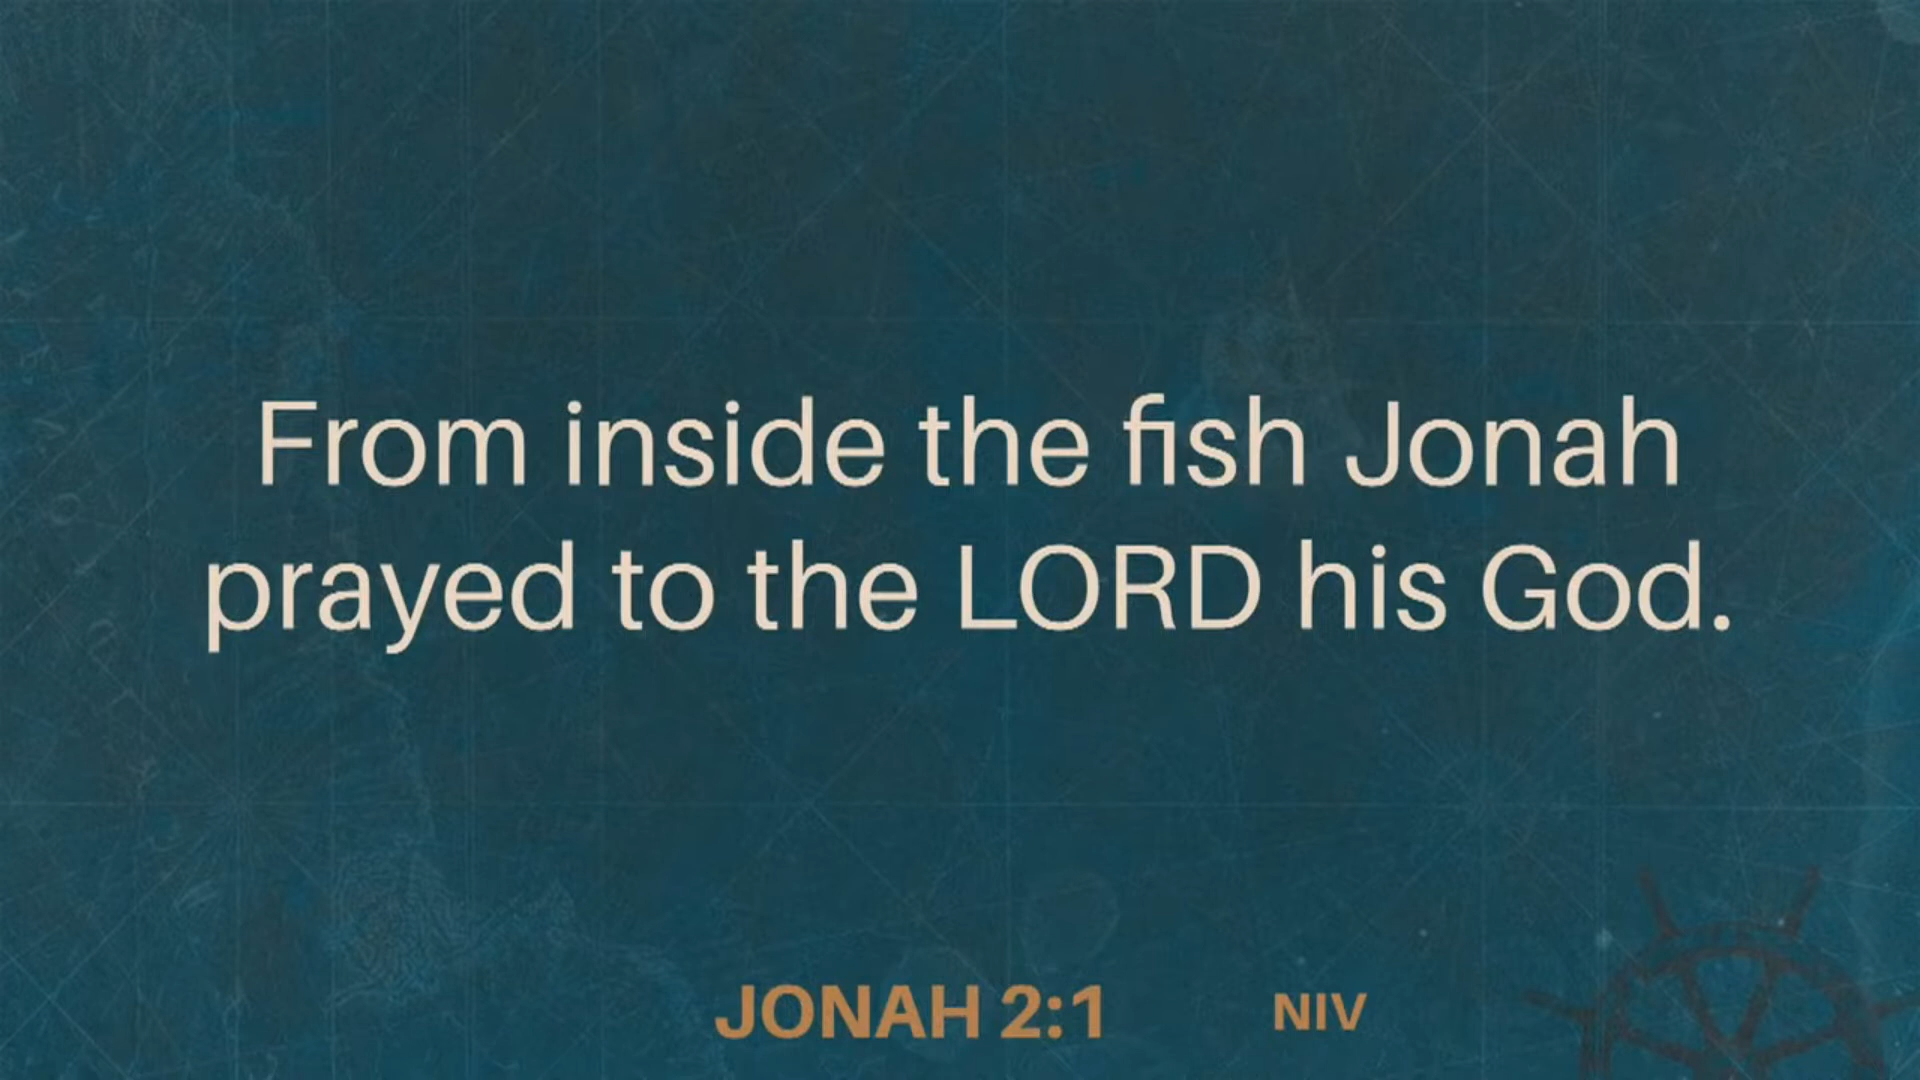 From inside the fish Jonah
prayed to the LORD his God.
JONAH 2:1 NIV